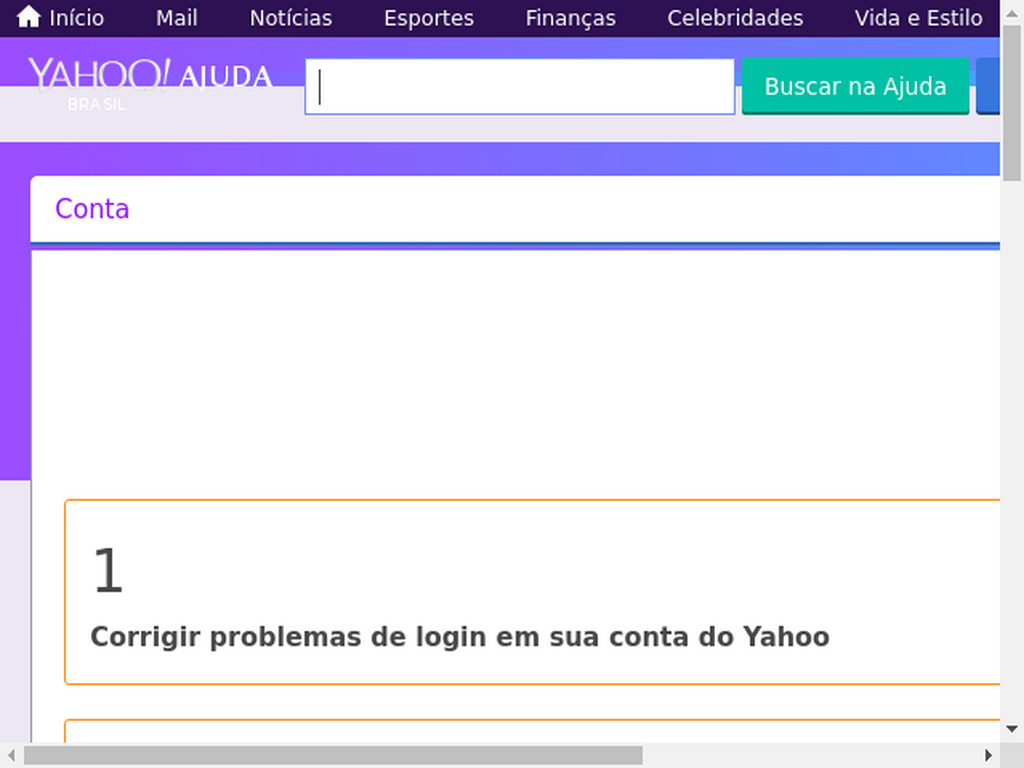 Início Mail Notícias Esportes Finanças Celebridades Vida e Estilo
YAHOO! AJUDA
BRASIL
Buscar na Ajuda
Conta
1
Corrigir problemas de login em sua conta do Yahoo